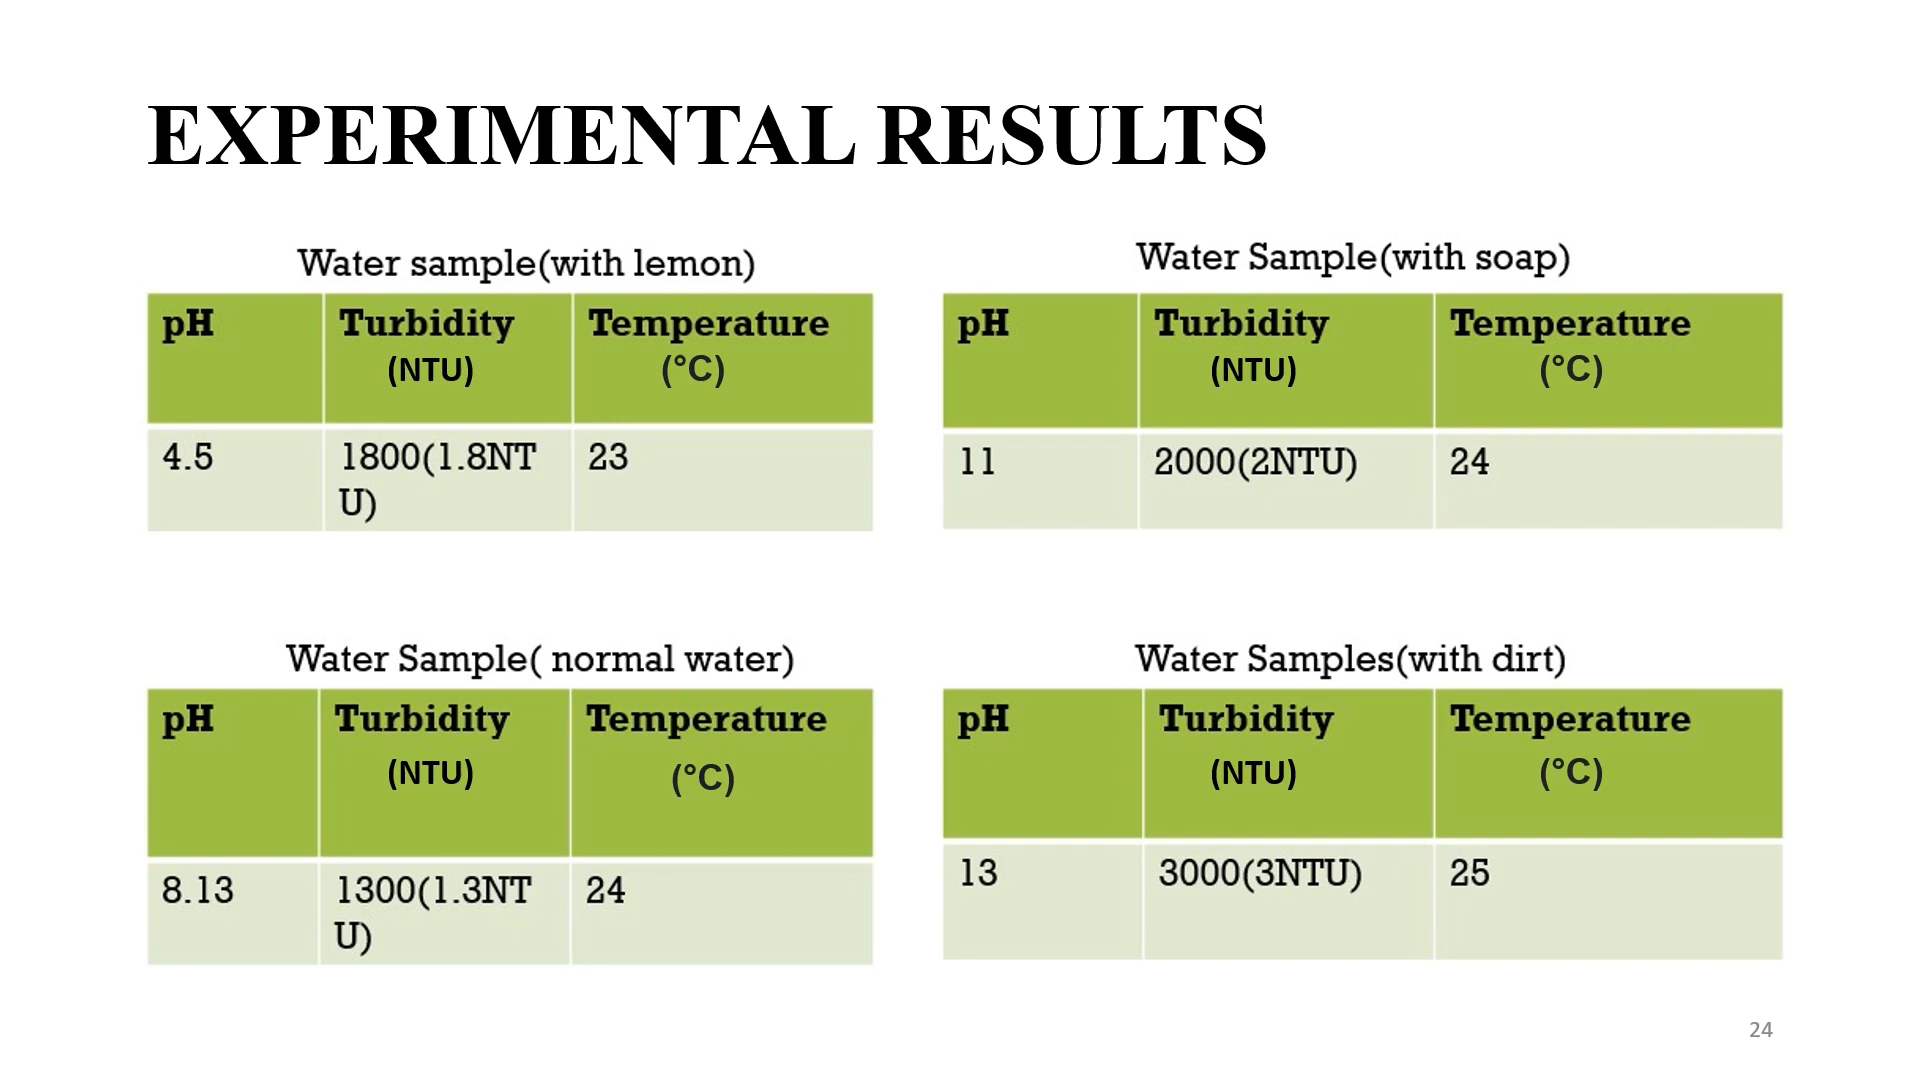 EXPERIMENTAL RESULTS
Water sample(with lemon)
pH Turbidity Temperature
(NTU) (°C)
4.5 1800(1.8NT 23
U)
Water Sample(with soap)
pH Turbidity Temperature
(NTU) (°C)
11 2000(2NTU) 24
Water Sample( normal water)
pH Turbidity Temperature
(NTU) (°C)
8.13 1300(1.3NT 24
U)
Water Samples(with dirt)
pH Turbidity Temperature
(NTU) (°C)
13 3000(3NTU) 25
24